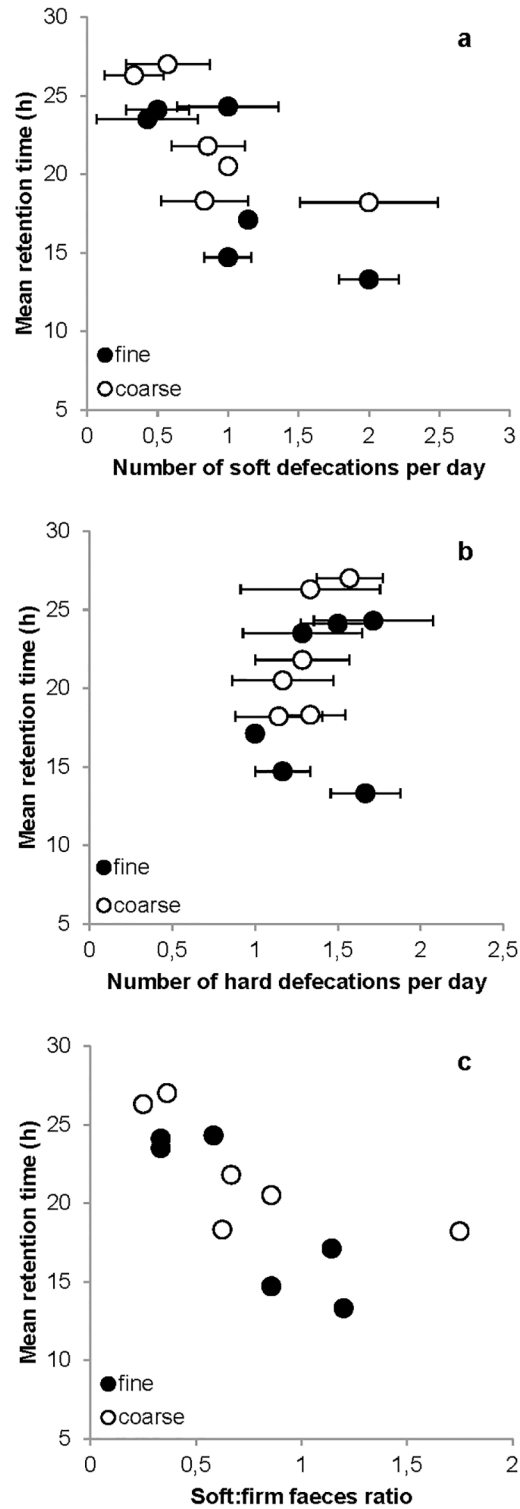 a
30
25
20
15
10
5
Mean retention time (h)
fine
coarse
0 0,5 1 1,5 2 2,5 3
Number of soft defecations per day
b
30
25
20
15
10
5
Mean retention time (h)
fine
coarse
0 0,5 1 1,5 2 2,5
Number of hard defecations per day
c
30
25
20
15
10
5
Mean retention time (h)
fine
coarse
0 0,5 1 1,5 2
Soft:firm faeces ratio